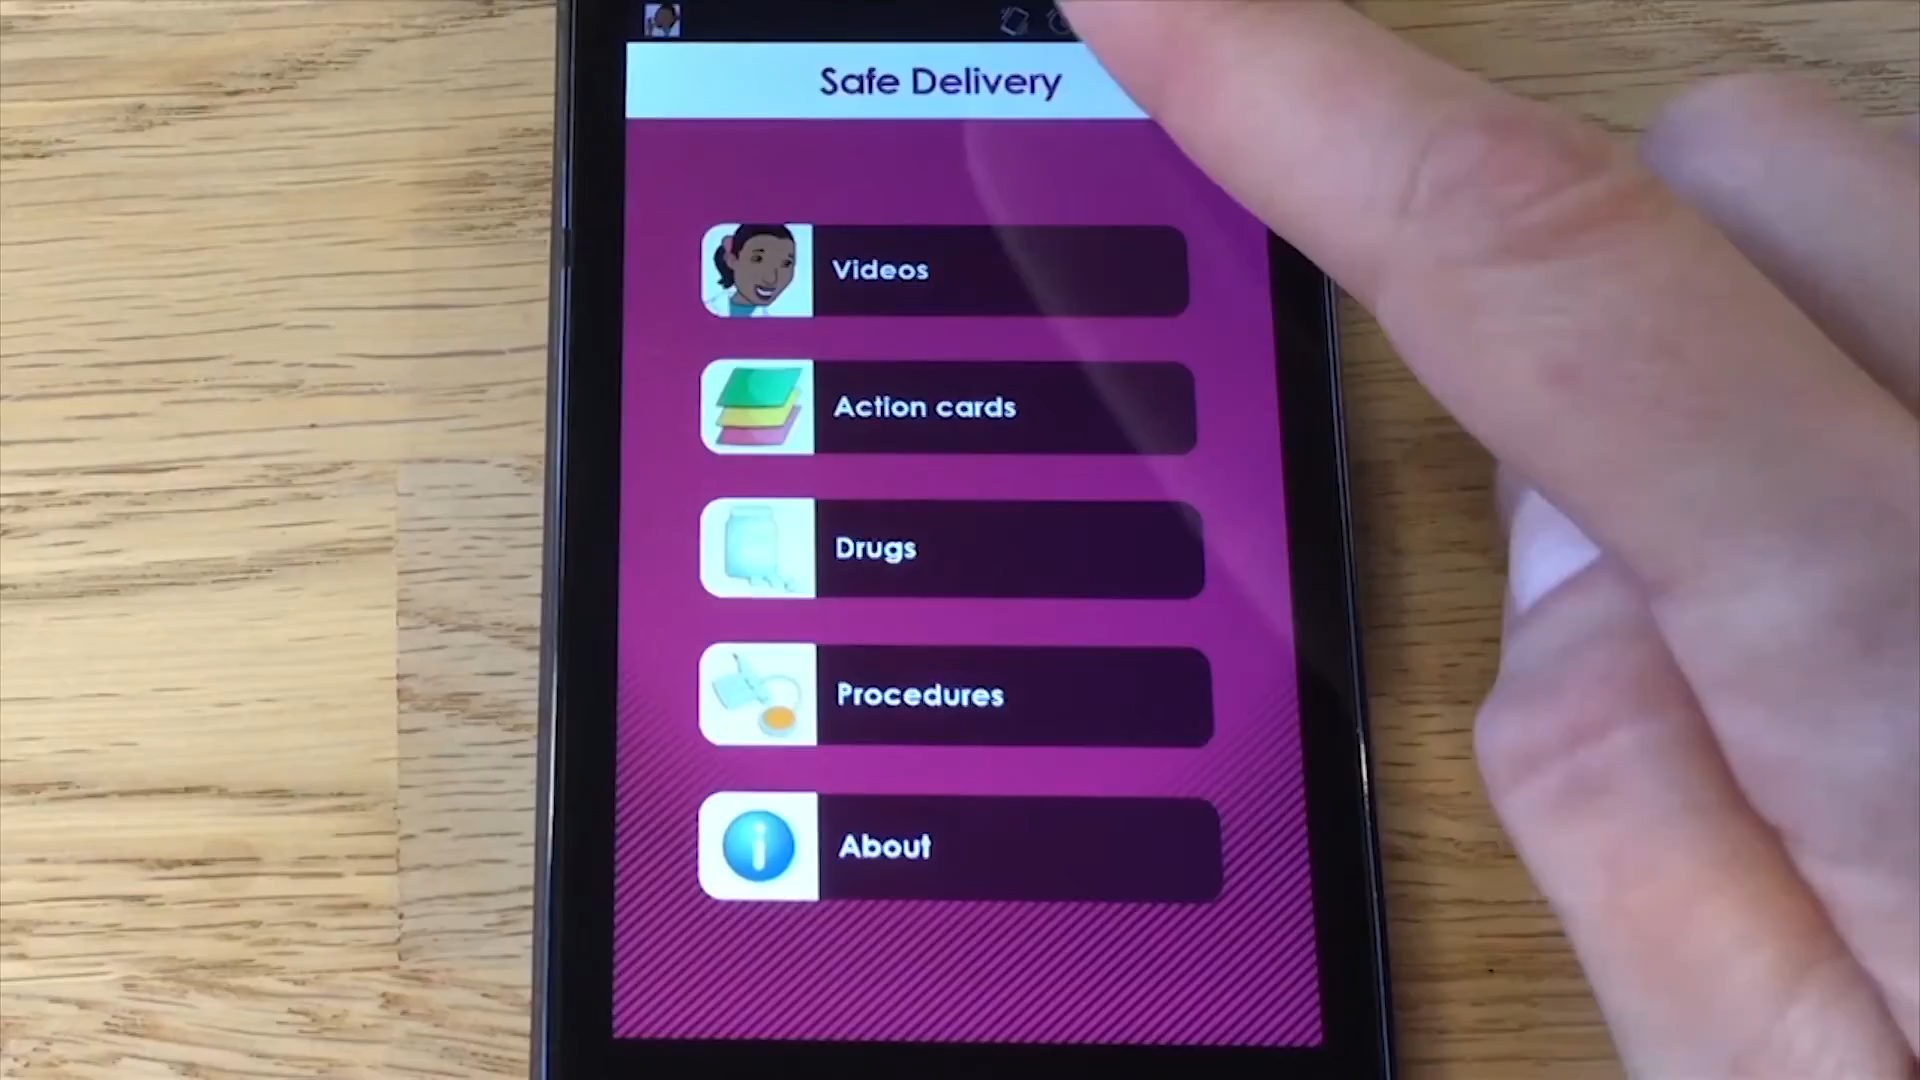 Safe Delivery
Videos
Action cards
Drugs
Procedures
About